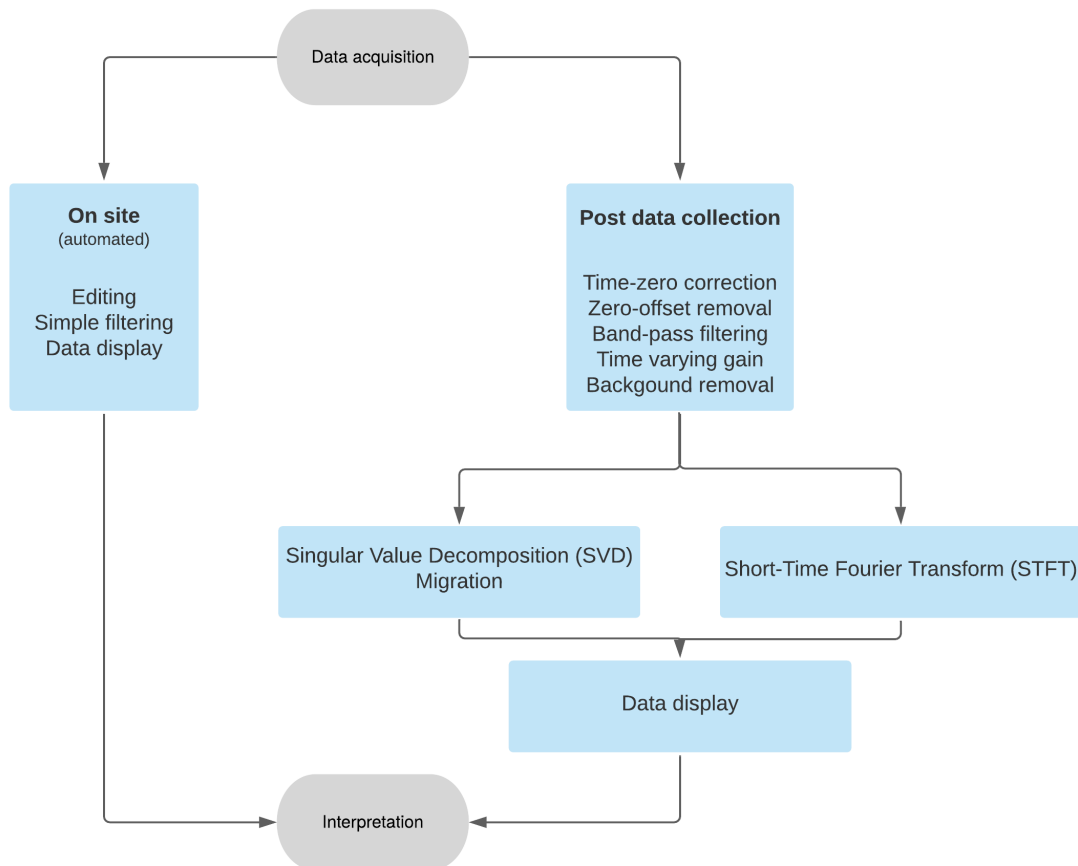 Data acquisition
On site
(automated)
Editing
Simple filtering
Data display
Post data collection
Time-zero correction
Zero-offset removal
Band-pass filtering
Time varying gain
Backgound removal
Singular Value Decomposition (SVD)
Migration
Short-Time Fourier Transform (STFT)
Data display
Interpretation